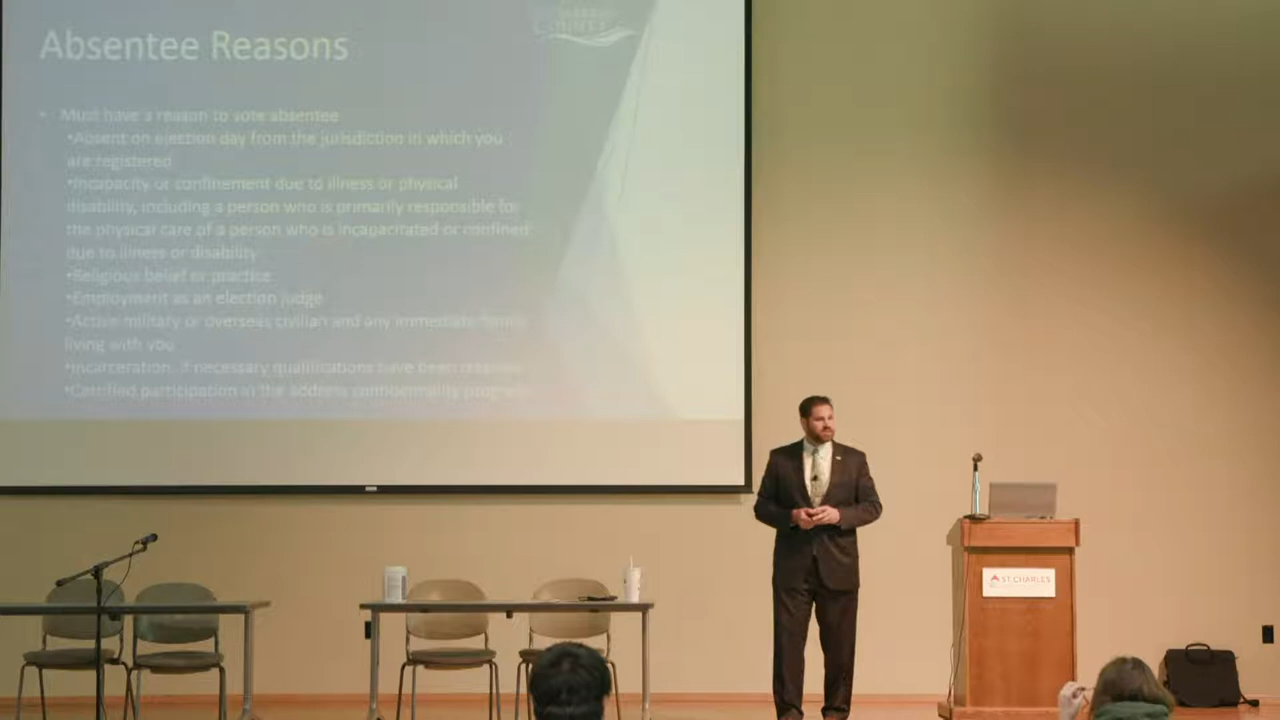 COUNTY
Absentee Reasons
• Must have a reason to vote absentee
•Absent on election day from the jurisdiction in which you
are registered
•Incapacity or confinement due to illness or physical
disability, including a person who is primarily responsible for
the physical care of a person who is incapacitated or confined
due to illness or disability
•Religious belief or practice
•Employment as an election judge
•Active military or overseas civilian and any immediate family
living with you
•Incarceration, if necessary qualifications have been
•Certified participation in the address confidentiality program
ST CHARLES